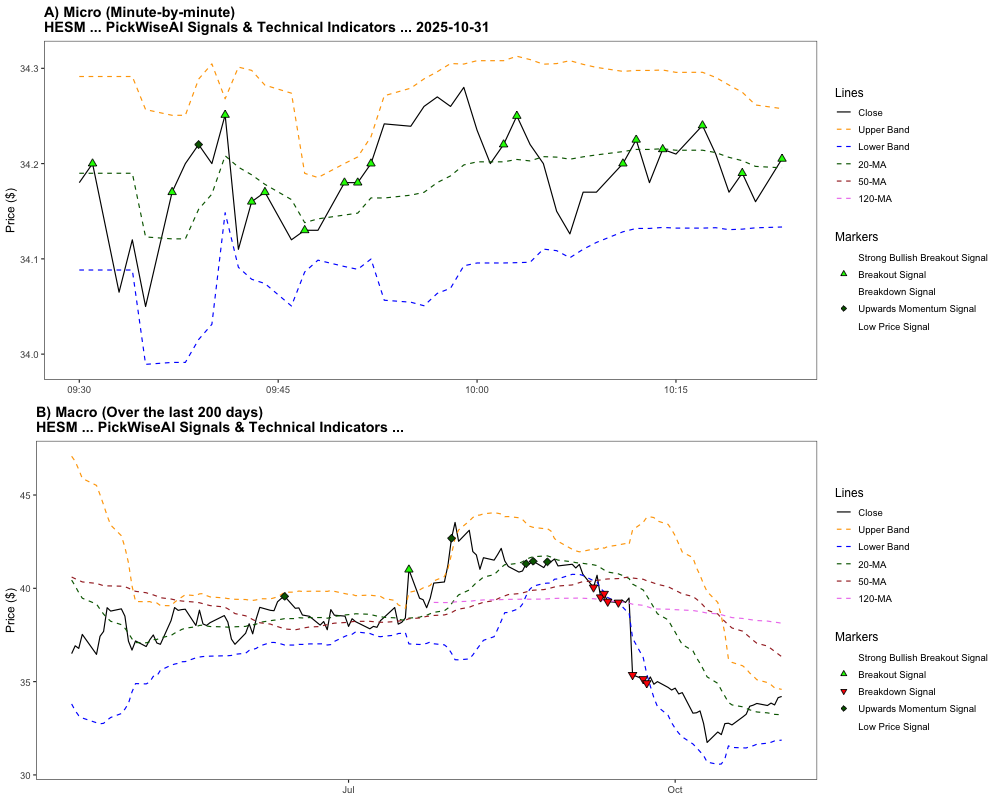 A) Micro (Minute-by-minute)
HESM ... PickWiseAI Signals & Technical Indicators ... 2025-10-31
Price ($)
34.3
34.2
34.1
34.0
09:30
09:45
10:00
10:15
Lines
Close
Upper Band
Lower Band
20-MA
50-MA
120-MA
Markers
Strong Bullish Breakout Signal
Breakout Signal
Breakdown Signal
Upwards Momentum Signal
Low Price Signal
B) Macro (Over the last 200 days)
HESM ... PickWiseAI Signals & Technical Indicators ...
Price ($)
45
40
35
30
Jul
Oct
Lines
Close
Upper Band
Lower Band
20-MA
50-MA
120-MA
Markers
Strong Bullish Breakout Signal
Breakout Signal
Breakdown Signal
Upwards Momentum Signal
Low Price Signal